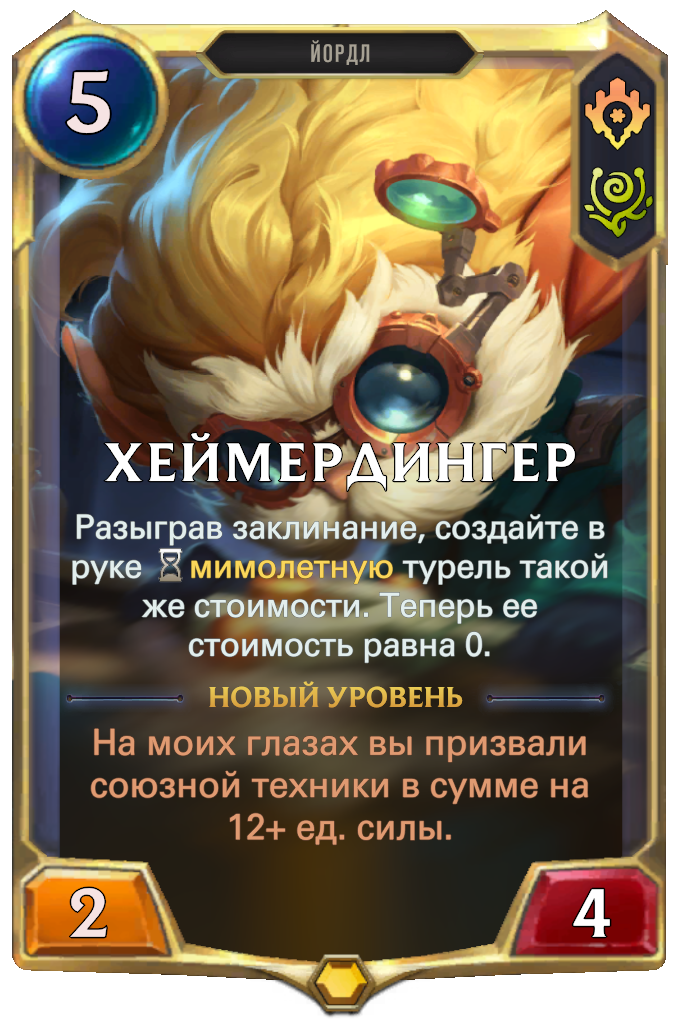 ЙОРДЛ
5
ХЕЙМЕРДИНГЕР
Разыграв заклинание, создайте в
руке мимолетную турель такой
же стоимости. Теперь ее
стоимость равна 0.
НОВЫЙ УРОВЕНЬ
На моих глазах вы призвали
союзной техники в сумме на
12+ ед. силы.
2
4